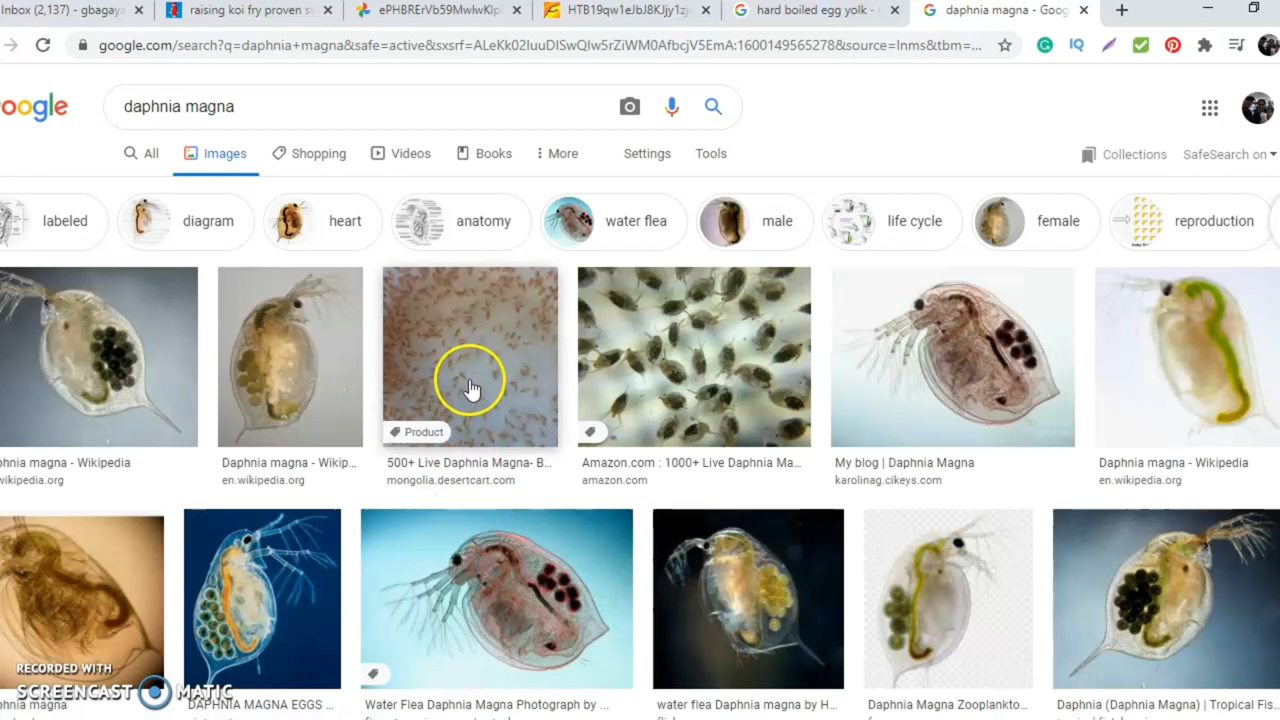 Inbox (2,137) - gbagaya
raising koi fry proven st
ePHBRErVb59MwlwKlp
HTB19qw1eJbJ8KJjy1zjc
hard boiled egg yolk -
daphnia magna - Goog
google.com/search?q=daphnia+magna&safe=active&sxsrf=ALeKk02IuuDISwQIw5rZiWM0AfbcjV5EmA:1600149565278&source=lnms&tbm=...
oogle
daphnia magna
All
Images
Shopping
Videos
Books
More
Settings
Tools
Collections
SafeSearch on
labeled
diagram
heart
anatomy
water flea
male
life cycle
female
reproduction
Product
phnia magna - Wikipedia
Daphnia magna - Wikip...
500+ Live Daphnia Magna- B...
Amazon.com : 1000+ Live Daphnia Ma...
My blog | Daphnia Magna
Daphnia magna - Wikipedia
wikipedia.org
en.wikipedia.org
mongolia.desertcart.com
amazon.com
karolinag.cikeys.com
en.wikipedia.org
RECORDED WITH
SCREENCAST MATIC
magna
DAPHNIA MAGNA EGGS ...
Water Flea Daphnia Magna Photograph by ...
water flea Daphnia magna by H...
Daphnia Magna Zooplankto...
Daphnia (Daphnia Magna) | Tropical Fis...